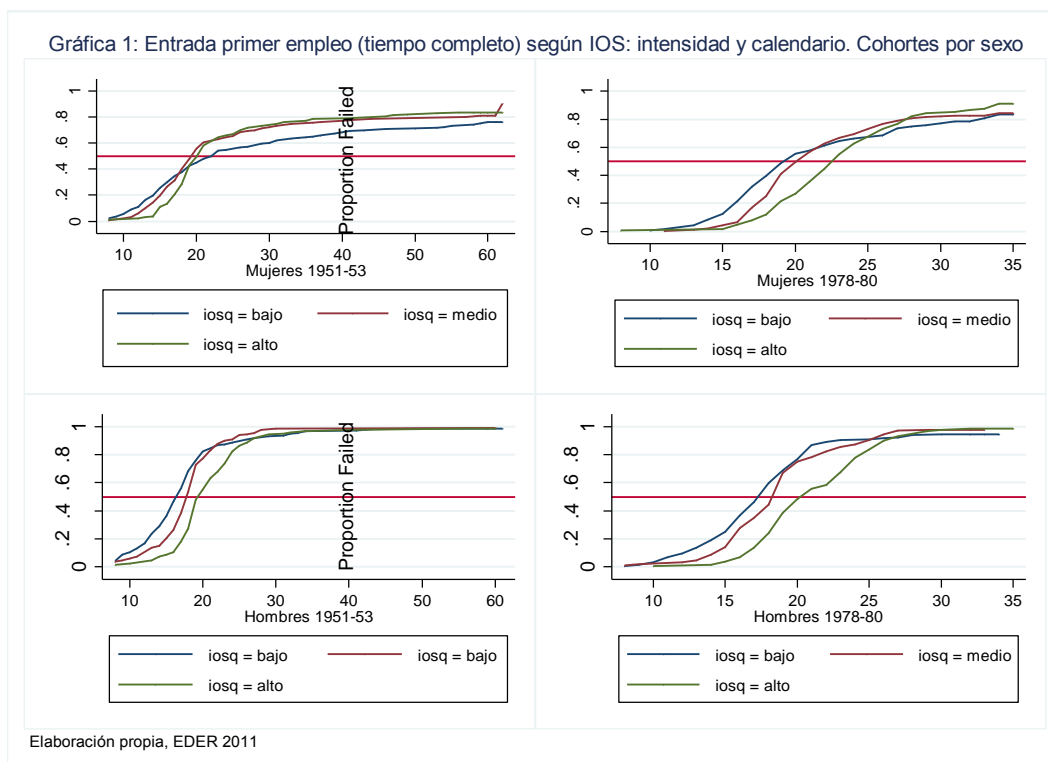 Gráfica 1: Entrada primer empleo (tiempo completo) según IOS: intensidad y calendario. Cohortes por sexo
1
.8
.6
.4
.2
0
Proportion Failed
10 20 30 40 50 60
Mujeres 1951-53
iosq = bajo iosq = medio
iosq = alto
1
.8
.6
.4
.2
0
10 15 20 25 30 35
Mujeres 1978-80
iosq = bajo iosq = medio
iosq = alto
1
.8
.6
.4
.2
0
Proportion Failed
10 20 30 40 50 60
Hombres 1951-53
iosq = bajo iosq = bajo
iosq = alto
1
.8
.6
.4
.2
0
10 15 20 25 30 35
Hombres 1978-80
iosq = bajo iosq = medio
iosq = alto
Elaboración propia, EDER 2011